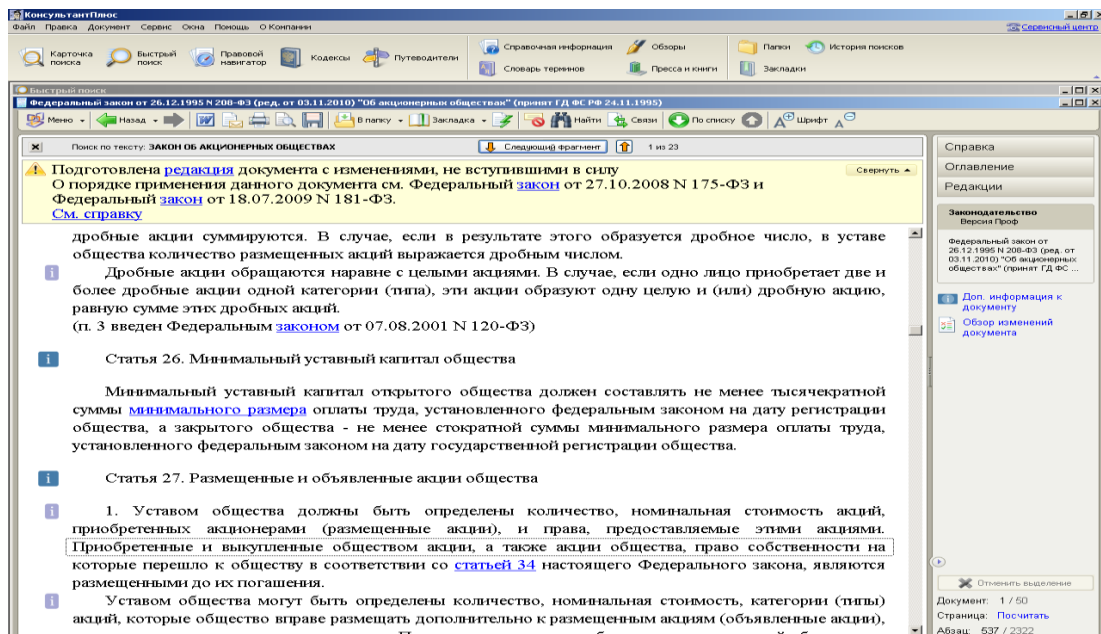 КонсультантПлюс
Файл Правка Документ Сервис Окна Помощь О Компании
Сервисный центр
Карточка поиска
Быстрый поиск
Правовой навигатор
Кодексы
Путеводители
Справочная информация
Обзоры
Папки
История поисков
Словарь терминов
Пресса и книги
Закладки
Быстрый поиск
Федеральный закон от 26.12.1995 N 208-ФЗ (ред. от 03.11.2010) "Об акционерных обществах" (принят ГД ФС РФ 24.11.1995)
Меню Назад В папку Закладка Найти Связи По списку Шрифт
Поиск по тексту: ЗАКОН ОБ АКЦИОНЕРНЫХ ОБЩЕСТВАХ Следующий фрагмент 1 из 23
Подготовлена редакция документа с изменениями, не вступившими в силу
Свернуть
О порядке применения данного документа см. Федеральный закон от 27.10.2008 N 175-ФЗ и
Федеральный закон от 18.07.2009 N 181-ФЗ.
См. справку
дробные акции суммируются. В случае, если в результате этого образуется дробное число, в уставе
общества количество размещенных акций выражается дробным числом.
Дробные акции обращаются наравне с целыми акциями. В случае, если одно лицо приобретает две и
более дробные акции одной категории (типа), эти акции образуют одну целую и (или) дробную акцию,
равную сумме этих дробных акций.
(п. 3 введен Федеральным законом от 07.08.2001 N 120-ФЗ)
Статья 26. Минимальный уставный капитал общества
Минимальный уставный капитал открытого общества должен составлять не менее тысячекратной
суммы минимального размера оплаты труда, установленного федеральным законом на дату регистрации
общества, а закрытого общества - не менее стократной суммы минимального размера оплаты труда,
установленного федеральным законом на дату государственной регистрации общества.
Статья 27. Размещенные и объявленные акции общества
1. Уставом общества должны быть определены количество, номинальная стоимость акций,
приобретенных акционерами (размещенные акции), и права, предоставляемые этими акциями.
Приобретенные и выкупленные обществом акции, а также акции общества, право собственности на
которые перешло к обществу в соответствии со статьей 34 настоящего Федерального закона, являются
размещенными до их погашения.
Уставом общества могут быть определены количество, номинальная стоимость, категории (типы)
акций, которые общество вправе размещать дополнительно к размещенным акциям (объявленные акции),
Справка
Оглавление
Редакции
Законодательство
Версия Проф
Федеральный закон от
26.12.1995 N 208-ФЗ (ред. от
03.11.2010) "Об акционерных
обществах" (принят ГД ФС ...
Доп. информация к
документу
Обзор изменений
документа
Отменить выделение
Документ: 1 / 50
Страница: Посчитать
Абзац: 537 / 2322